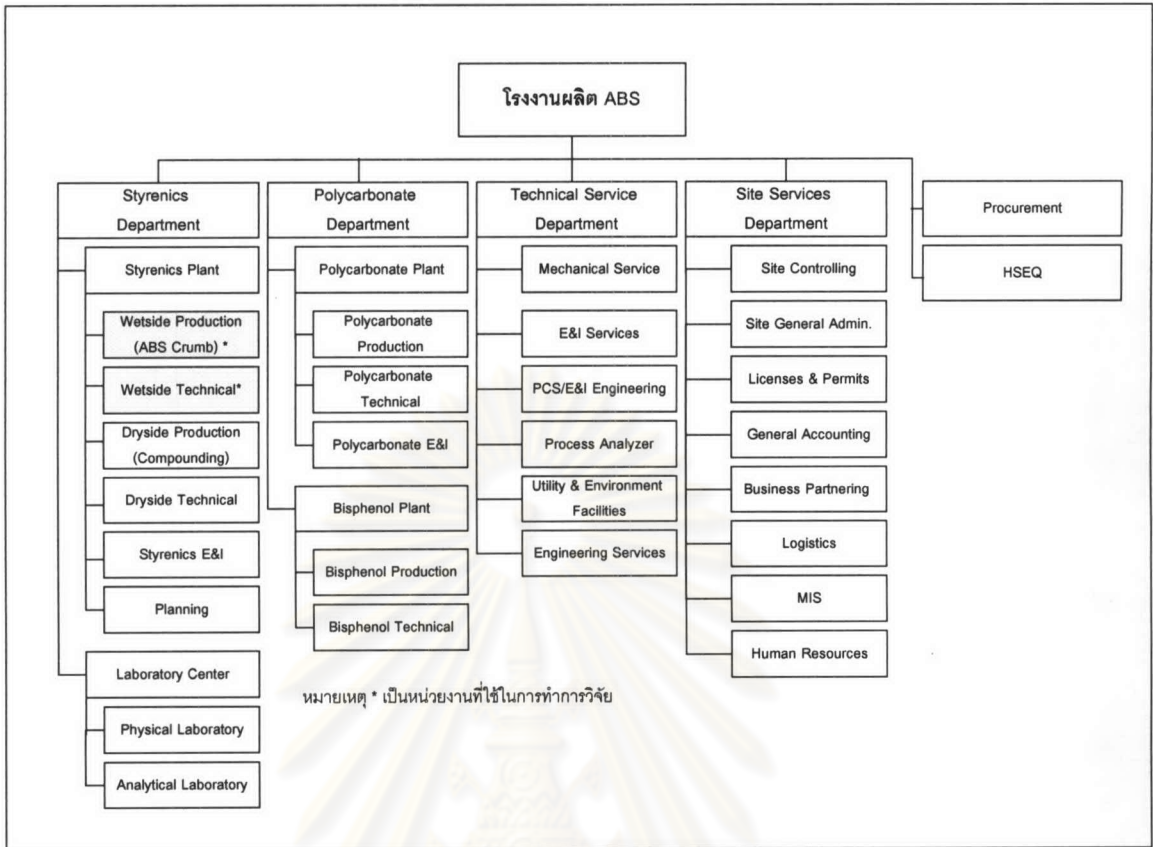 โรงงานผลิต ABS
Styrenics
Department
Styrenics Plant
Wetside Production
(ABS Crumb) *
Wetside Technical*
Dryside Production
(Compounding)
Dryside Technical
Styrenics E&I
Planning
Laboratory Center
Physical Laboratory
Analytical Laboratory
Polycarbonate
Department
Polycarbonate Plant
Polycarbonate
Production
Polycarbonate
Technical
Polycarbonate E&I
Bisphenol Plant
Bisphenol Production
Bisphenol Technical
Technical Service
Department
Mechanical Service
E&I Services
PCS/E&I Engineering
Process Analyzer
Utility & Environment
Facilities
Engineering Services
Site Services
Department
Site Controlling
Site General Admin.
Licenses & Permits
General Accounting
Business Partnering
Logistics
MIS
Human Resources
Procurement
HSEQ
หมายเหตุ * เป็นหน่วยงานที่ใช้ในการทำการวิจัย